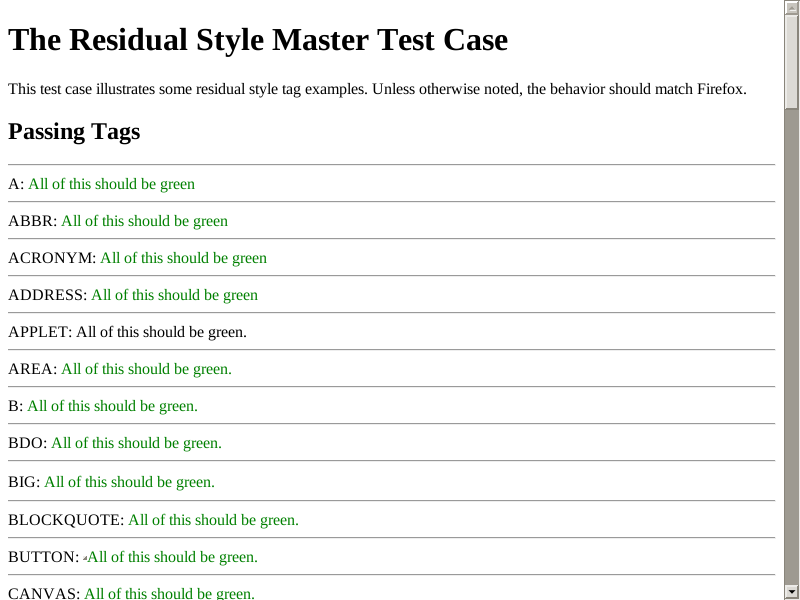 The Residual Style Master Test Case
This test case illustrates some residual style tag examples. Unless otherwise noted, the behavior should match Firefox.
Passing Tags
A: All of this should be green
ABBR: All of this should be green
ACRONYM: All of this should be green
ADDRESS: All of this should be green
APPLET: All of this should be green.
AREA: All of this should be green.
B: All of this should be green.
BDO: All of this should be green.
BIG: All of this should be green.
BLOCKQUOTE: All of this should be green.
BUTTON: All of this should be green.
CANVAS: All of this should be green.